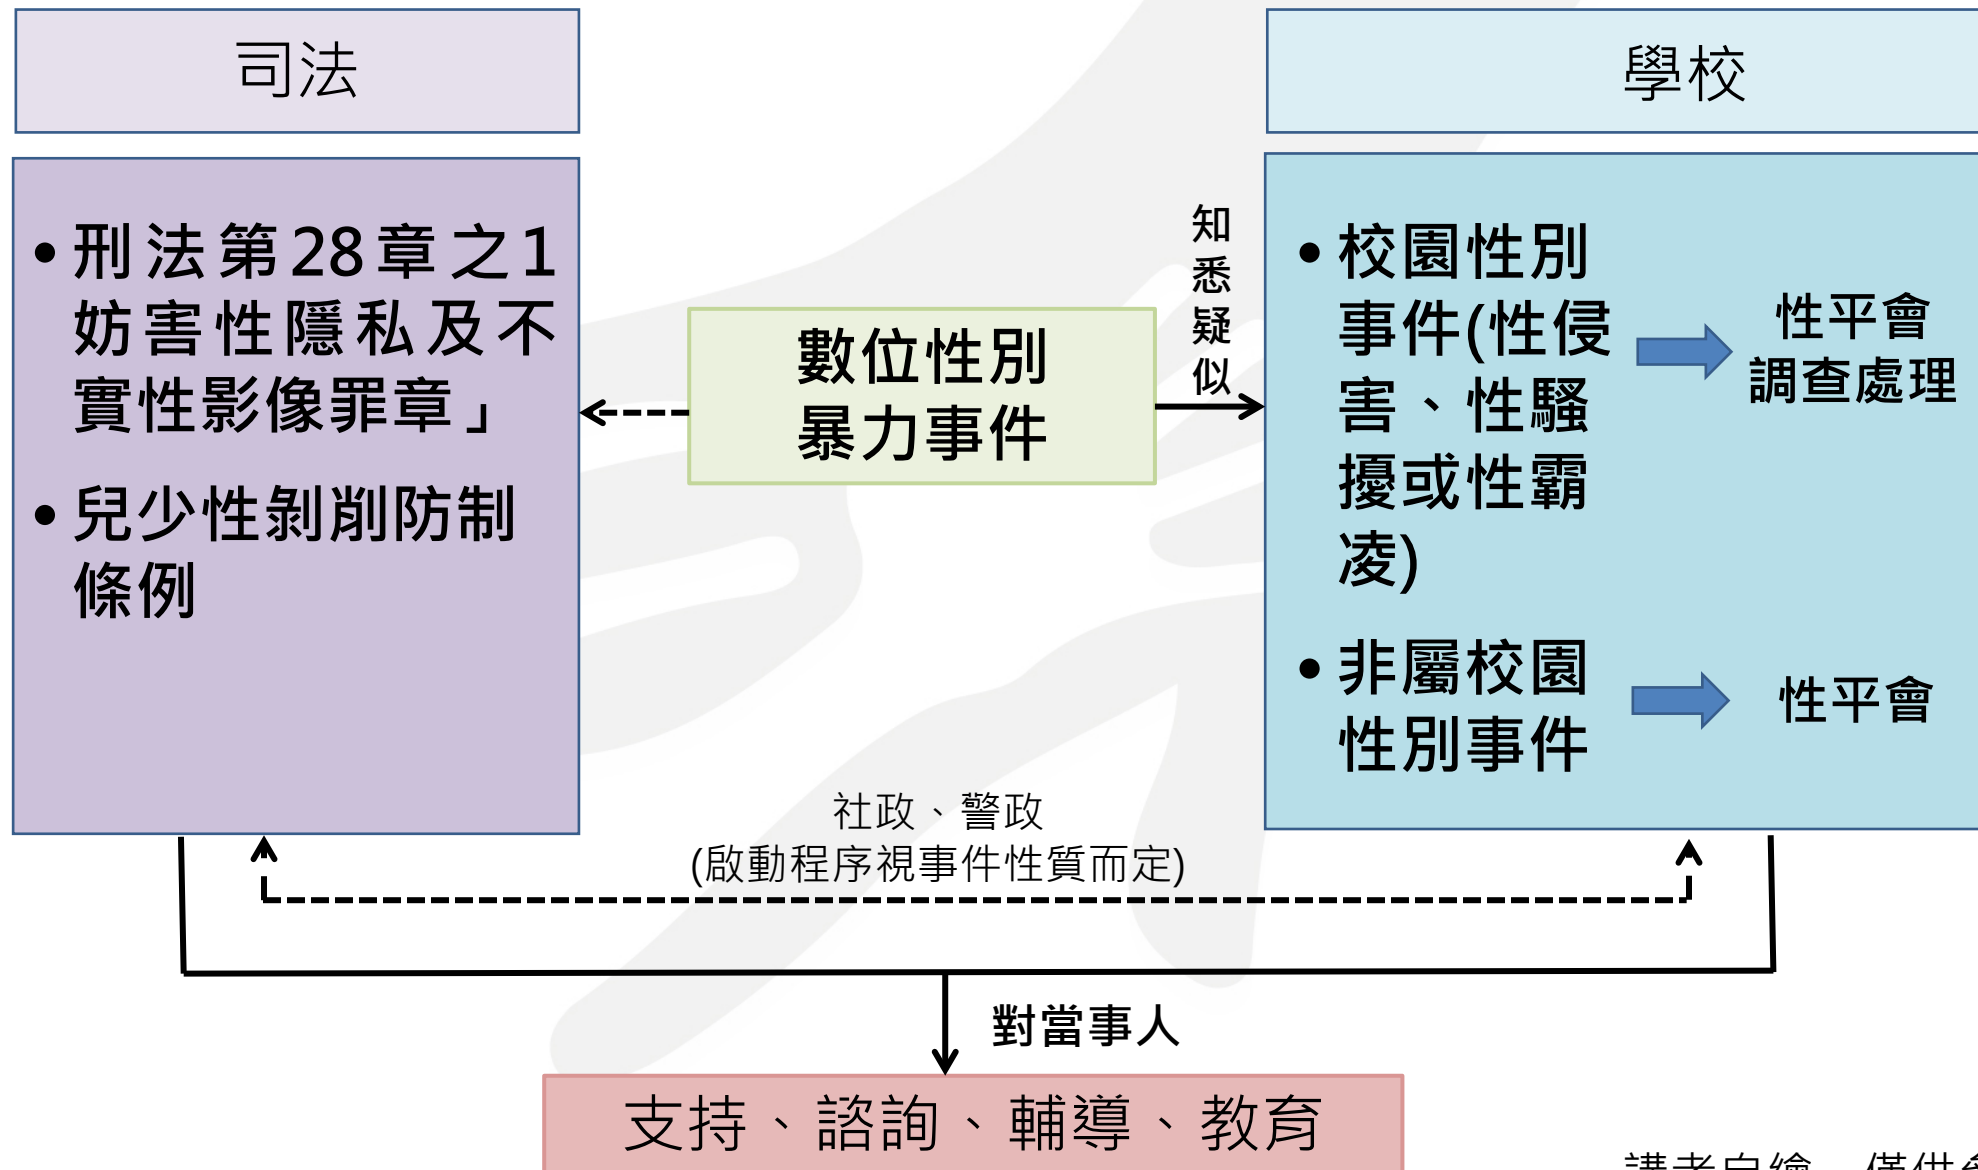 司法
學校
•刑法第28章之1
妨害性隱私及不
實性影像罪章」
•兒少性剝削防制
條例
數位性別
暴力事件
知
悉
疑
似
•校園性別
事件(性侵
害、性騷
擾或性霸
凌)
性平會
調查處理
•非屬校園
性別事件
性平會
社政、警政
(啟動程序視事件性質而定)
對當事人
支持、諮詢、輔導、教育